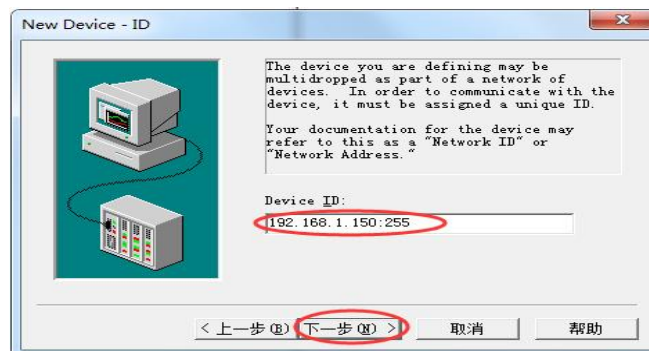 New Device - ID
The device you are defining may be
multidropped as part of a network of
devices.  In order to communicate with the
device, it must be assigned a unique ID.
Your documentation for the device may
refer to this as a "Network ID" or
"Network Address."
Device ID:
192.168.1.150:255
< 上一步(B) 下一步(N) > 取消 帮助